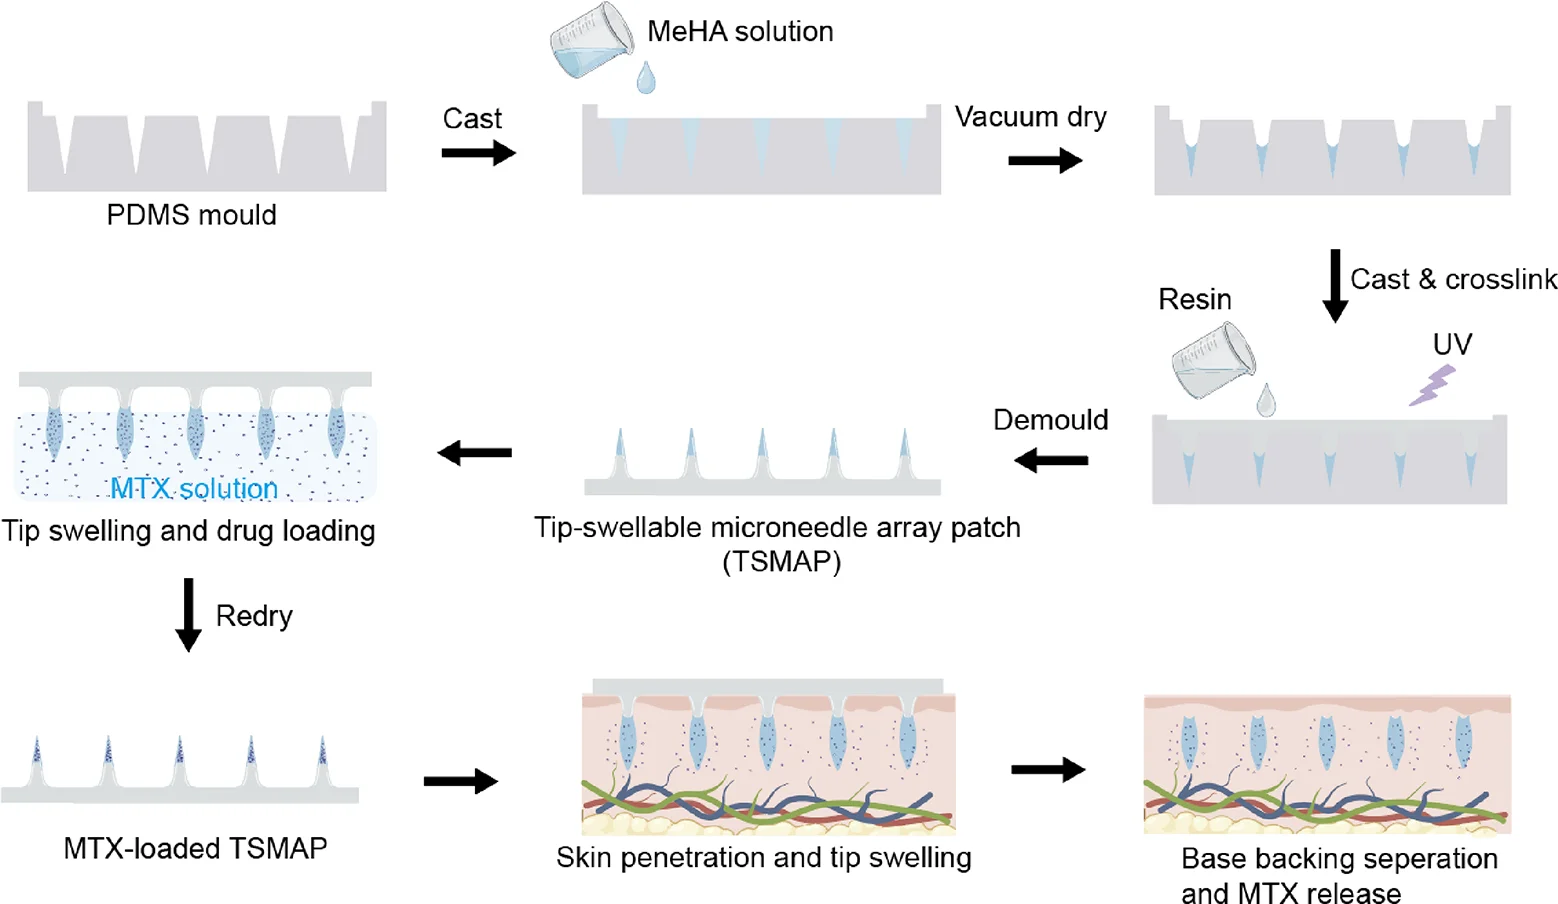 MeHA solution
Cast
Vacuum dry
PDMS mould
Cast & crosslink
Resin
UV
Demould
Tip-swellable microneedle array patch
(TSMAP)
MTX solution
Tip swelling and drug loading
Redry
MTX-loaded TSMAP
Skin penetration and tip swelling
Base backing seperation
and MTX release